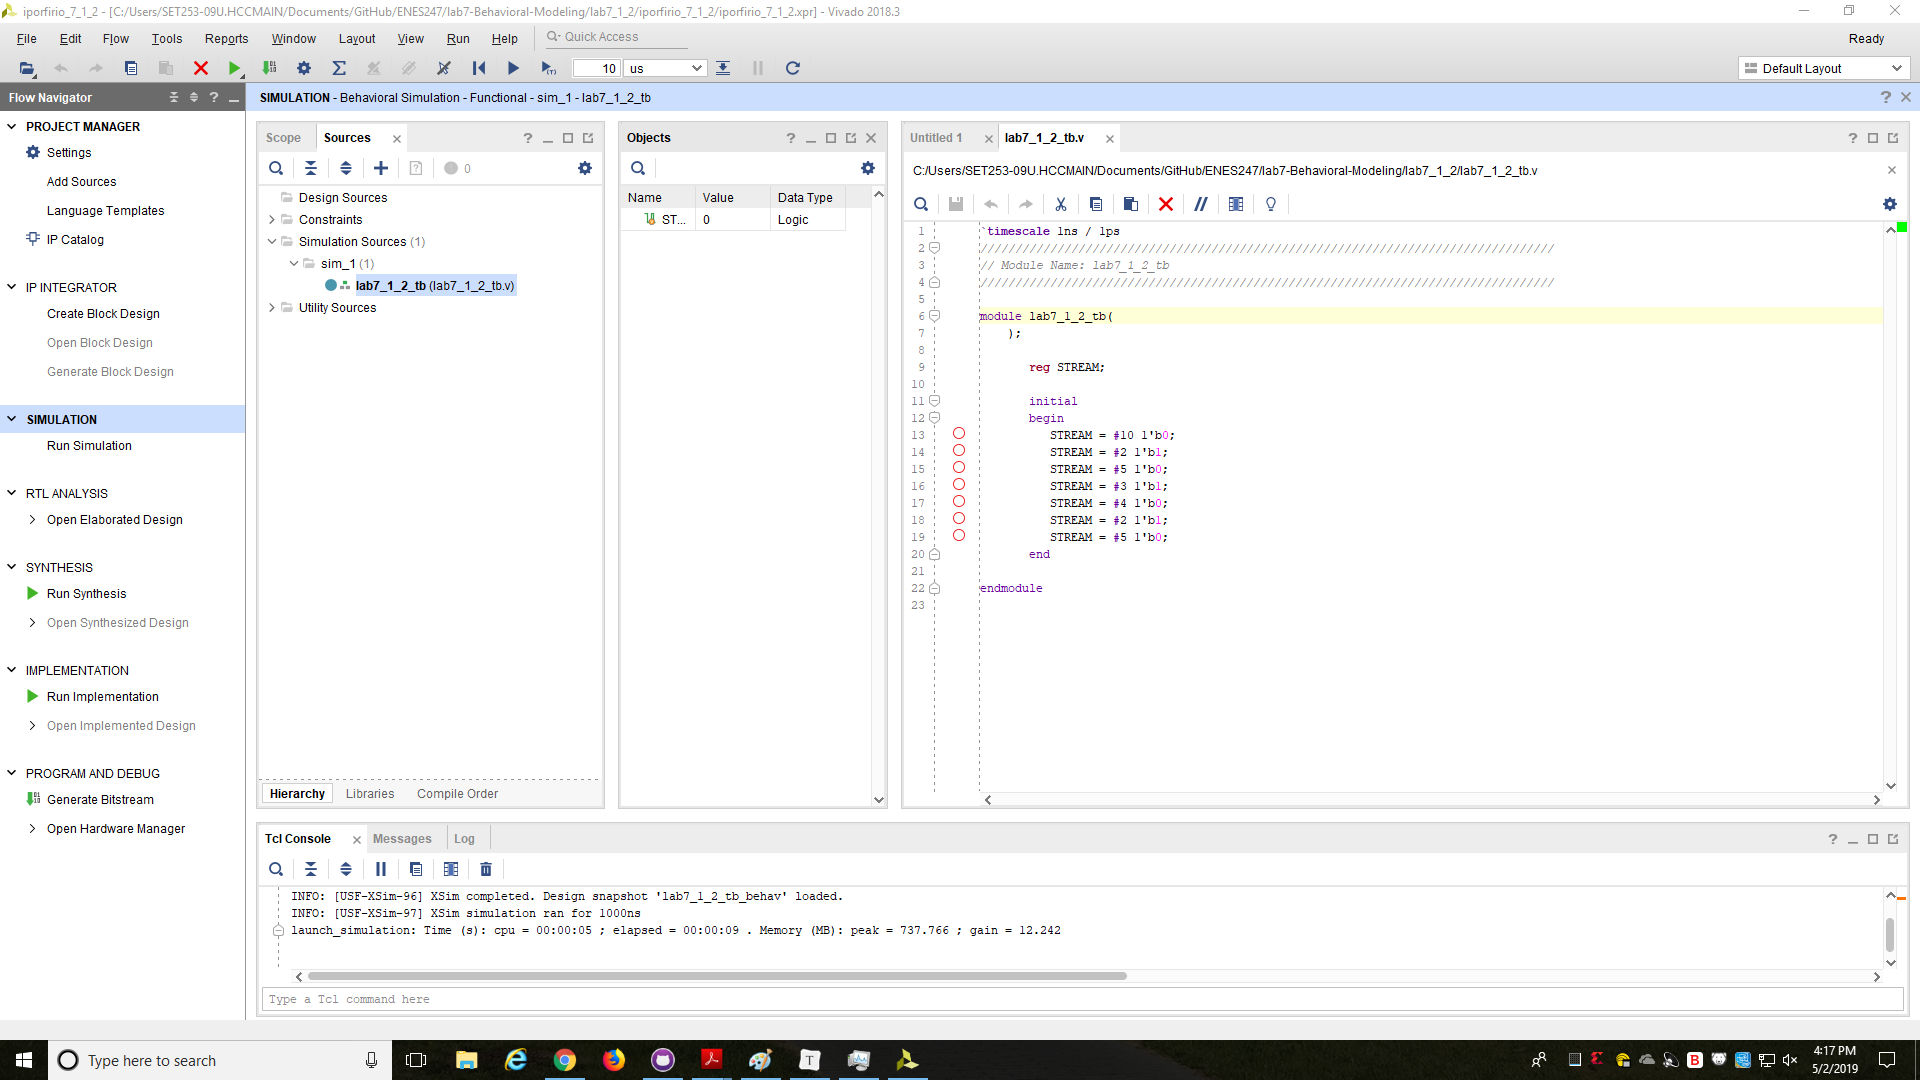 iporfirio_7_1_2 - [C:/Users/SET253-09U.HCCMAIN/Documents/GitHub/ENES247/lab7-Behavioral-Modeling/lab7_1_2/iporfirio_7_1_2/iporfirio_7_1_2.xpr] - Vivado 2018.3
File Edit Flow Tools Reports Window Layout View Run Help Quick Access Ready
10 us Default Layout
Flow Navigator
SIMULATION - Behavioral Simulation - Functional - sim_1 - lab7_1_2_tb
PROJECT MANAGER
Settings
Add Sources
Language Templates
IP Catalog
IP INTEGRATOR
Create Block Design
Open Block Design
Generate Block Design
SIMULATION
Run Simulation
RTL ANALYSIS
Open Elaborated Design
SYNTHESIS
Run Synthesis
Open Synthesized Design
IMPLEMENTATION
Run Implementation
Open Implemented Design
PROGRAM AND DEBUG
Generate Bitstream
Open Hardware Manager
Scope Sources
0
Design Sources
Constraints
Simulation Sources (1)
sim_1 (1)
lab7_1_2_tb (lab7_1_2_tb.v)
Utility Sources
Hierarchy Libraries Compile Order
Objects
Name Value Data Type
ST... 0 Logic
Untitled 1 lab7_1_2_tb.v
C:/Users/SET253-09U.HCCMAIN/Documents/GitHub/ENES247/lab7-Behavioral-Modeling/lab7_1_2/lab7_1_2_tb.v
1 `timescale 1ns / 1ps
2 //////////////////////////////////////////////////////////////////////////////////
3 // Module Name: lab7_1_2_tb
4 //////////////////////////////////////////////////////////////////////////////////
5
6 module lab7_1_2_tb(
7 );
8
9 reg STREAM;
10
11 initial
12 begin
13 STREAM = #10 1'b0;
14 STREAM = #2 1'b1;
15 STREAM = #5 1'b0;
16 STREAM = #3 1'b1;
17 STREAM = #4 1'b0;
18 STREAM = #2 1'b1;
19 STREAM = #5 1'b0;
20 end
21
22 endmodule
23
Tcl Console Messages Log
INFO: [USF-XSim-96] XSim completed. Design snapshot 'lab7_1_2_tb_behav' loaded.
INFO: [USF-XSim-97] XSim simulation ran for 1000ns
launch_simulation: Time (s): cpu = 00:00:05 ; elapsed = 00:00:09 . Memory (MB): peak = 737.766 ; gain = 12.242
Type a Tcl command here
Type here to search
4:17 PM
5/2/2019